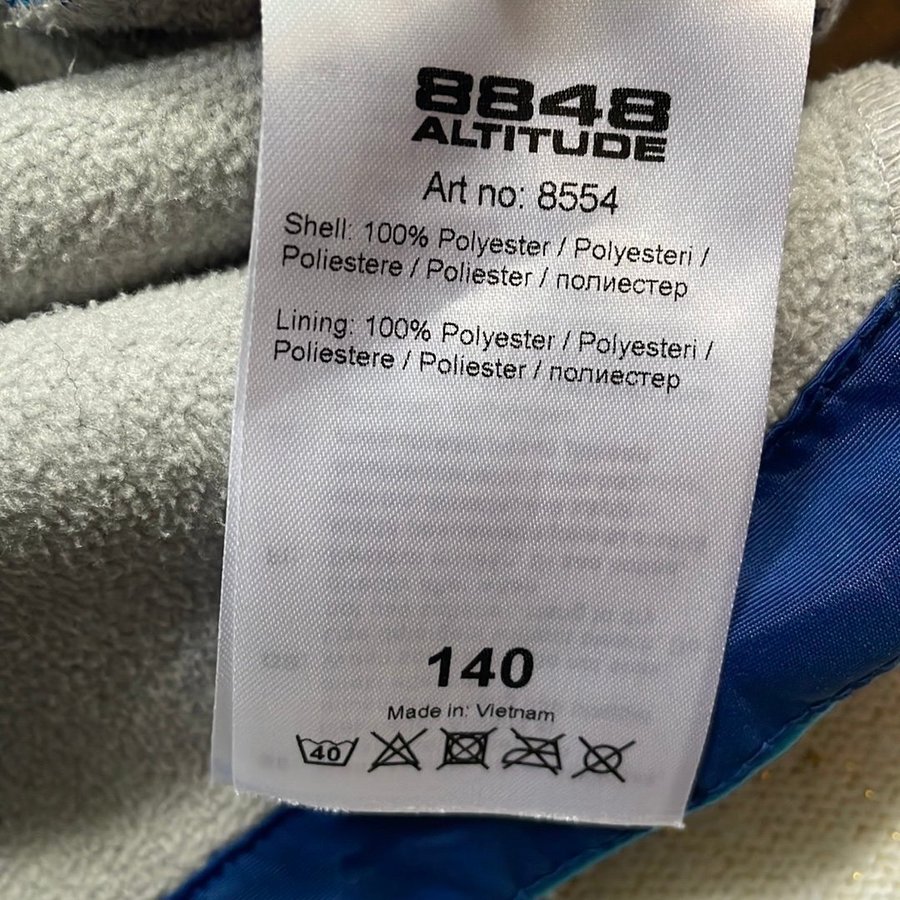 8848
ALTITUDE
Art no: 8554
Shell: 100% Polyester / Polyesteri /
Poliestere / Poliester / полиестер
Lining: 100% Polyester / Polyesteri /
Poliestere / Poliester / полиестер
140
Made in: Vietnam
40